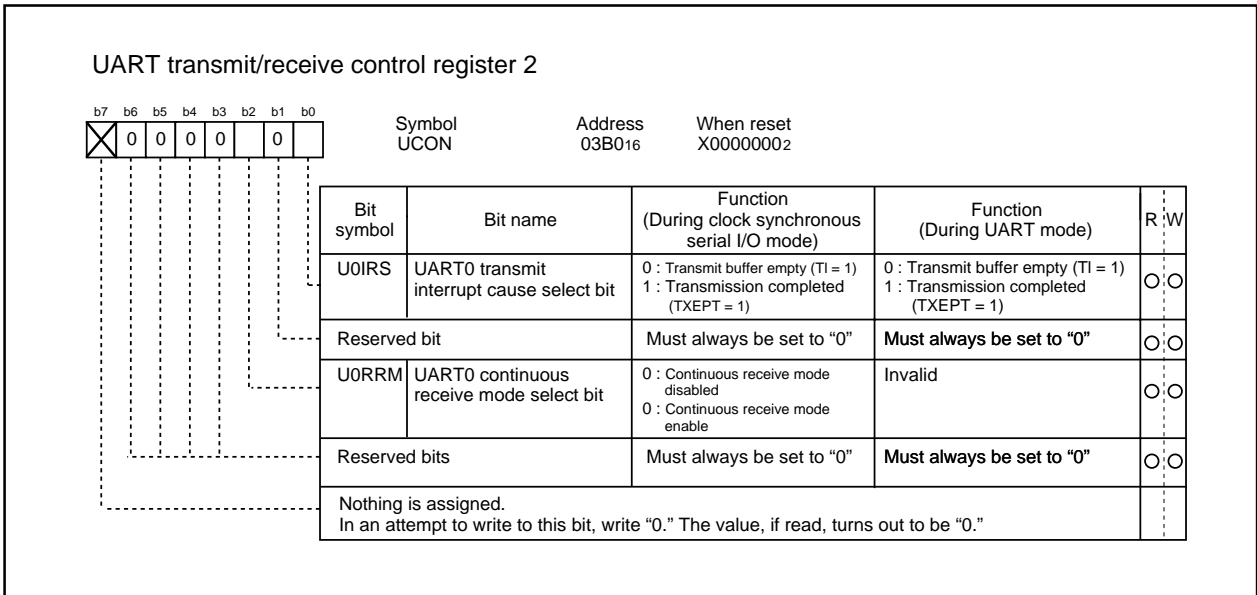 UART transmit/receive control register 2
b7 b6 b5 b4 b3 b2 b1 b0
0 0 0 0 0
Symbol Address When reset
UCON 03B016 X00000002
Bit symbol Bit name Function (During clock synchronous serial I/O mode) Function (During UART mode) R W
U0IRS UART0 transmit interrupt cause select bit
0 : Transmit buffer empty (TI = 1)
1 : Transmission completed
(TXEPT = 1)
0 : Transmit buffer empty (TI = 1)
1 : Transmission completed
(TXEPT = 1)
Reserved bit Must always be set to “0” Must always be set to “0”
U0RRM UART0 continuous receive mode select bit
0 : Continuous receive mode
disabled
0 : Continuous receive mode
enable
Invalid
Reserved bits Must always be set to “0” Must always be set to “0”
Nothing is assigned.
In an attempt to write to this bit, write “0.” The value, if read, turns out to be “0.”